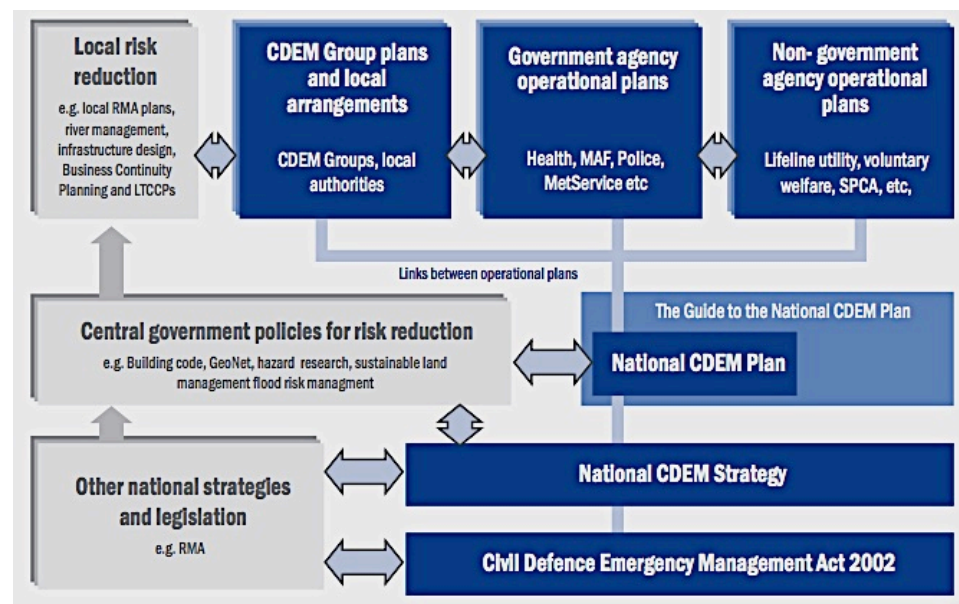 Local risk
reduction
e.g. local RMA plans,
river management,
infrastructure design,
Business Continuity
Planning and LTCCPs
CDEM Group plans
and local
arrangements
CDEM Groups, local
authorities
Government agency
operational plans
Health, MAF, Police,
MetService etc
Non- government
agency operational
plans
Lifeline utility, voluntary
welfare, SPCA, etc,
Links between operational plans
Central government policies for risk reduction
e.g. Building code, GeoNet, hazard research, sustainable land
management flood risk managment
The Guide to the National CDEM Plan
National CDEM Plan
Other national strategies
and legislation
e.g. RMA
National CDEM Strategy
Civil Defence Emergency Management Act 2002